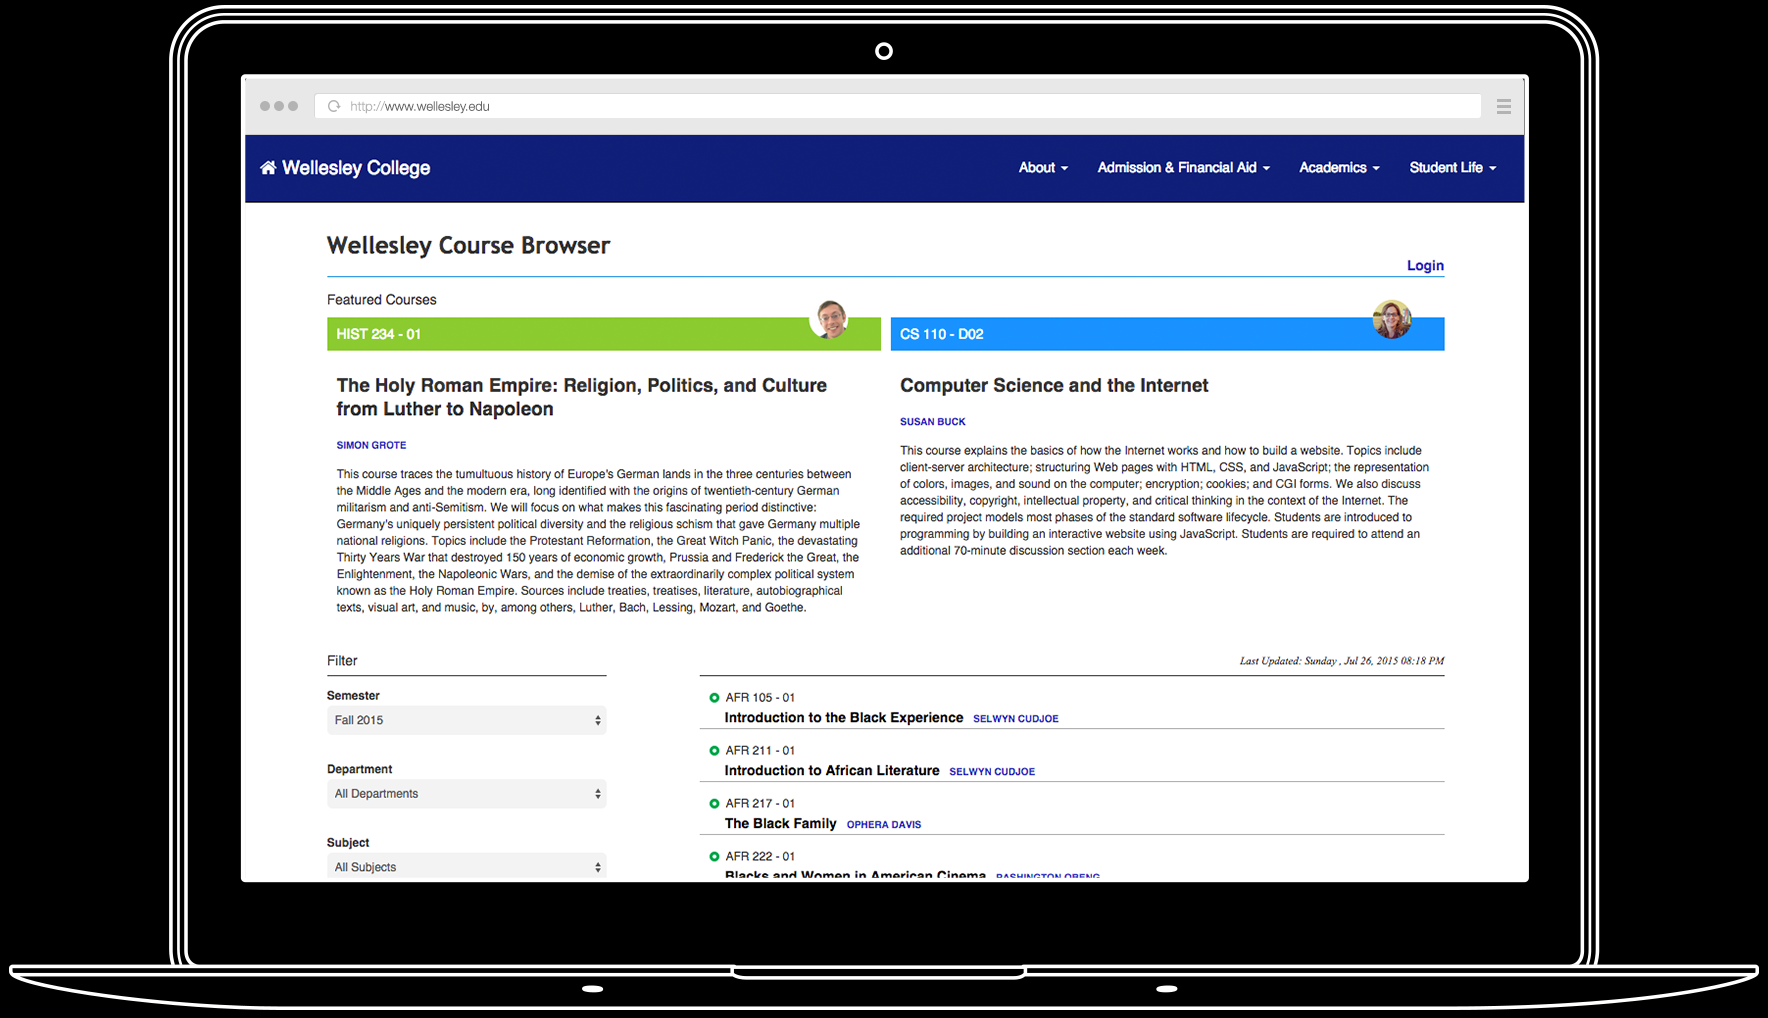 http://www.wellesley.edu
Wellesley College
About
Admission & Financial Aid
Academics
Student Life
Wellesley Course Browser
Login
Featured Courses
HIST 234 - 01
The Holy Roman Empire: Religion, Politics, and Culture
from Luther to Napoleon
SIMON GROTE
This course traces the tumultuous history of Europe's German lands in the three centuries between
the Middle Ages and the modern era, long identified with the origins of twentieth-century German
militarism and anti-Semitism. We will focus on what makes this fascinating period distinctive:
Germany's uniquely persistent political diversity and the religious schism that gave Germany multiple
national religions. Topics include the Protestant Reformation, the Great Witch Panic, the devastating
Thirty Years War that destroyed 150 years of economic growth, Prussia and Frederick the Great, the
Enlightenment, the Napoleonic Wars, and the demise of the extraordinarily complex political system
known as the Holy Roman Empire. Sources include treaties, treatises, literature, autobiographical
texts, visual art, and music, by, among others, Luther, Bach, Lessing, Mozart, and Goethe.
CS 110 - D02
Computer Science and the Internet
SUSAN BUCK
This course explains the basics of how the Internet works and how to build a website. Topics include
client-server architecture; structuring Web pages with HTML, CSS, and JavaScript; the representation
of colors, images, and sound on the computer; encryption; cookies; and CGI forms. We also discuss
accessibility, copyright, intellectual property, and critical thinking in the context of the Internet. The
required project models most phases of the standard software lifecycle. Students are introduced to
programming by building an interactive website using JavaScript. Students are required to attend an
additional 70-minute discussion section each week.
Filter
Semester
Fall 2015
Department
All Departments
Subject
All Subjects
Last Updated: Sunday , Jul 26, 2015 08:18 PM
AFR 105 - 01
Introduction to the Black Experience SELWYN CUDJOE
AFR 211 - 01
Introduction to African Literature SELWYN CUDJOE
AFR 217 - 01
The Black Family OPHERA DAVIS
AFR 222 - 01
Blacks and Women in American Cinema PASHINGTON OBENG